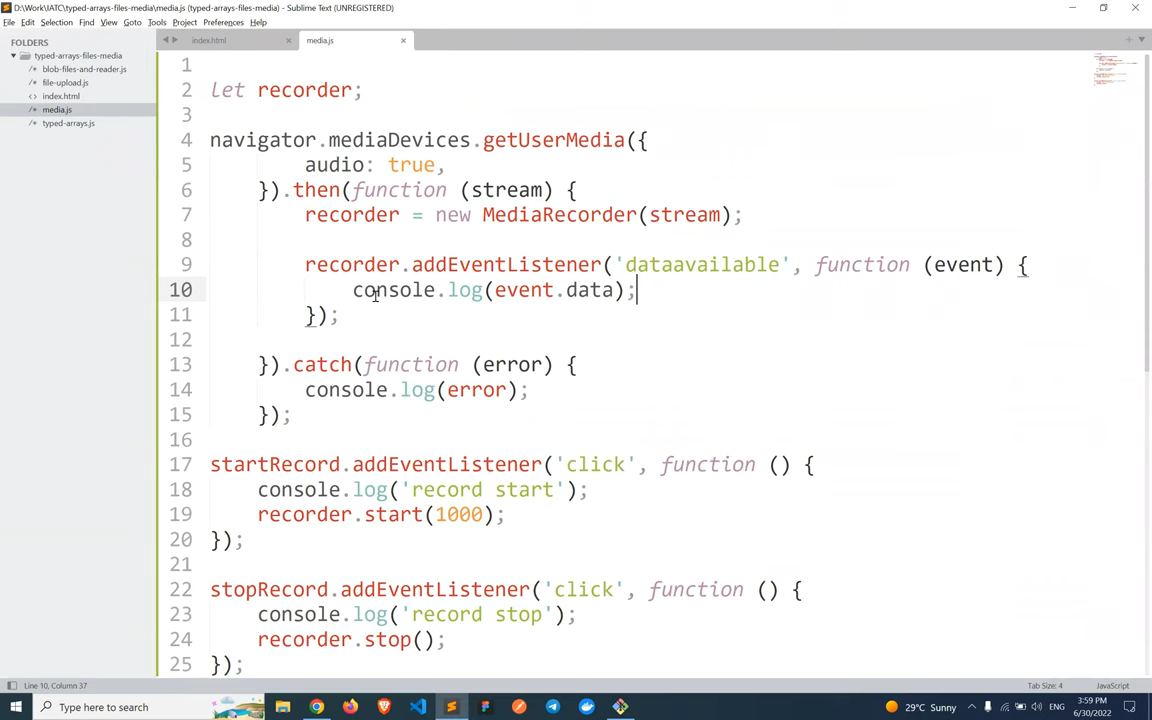 D:\Work\IATC\typed-arrays-files-media\media.js (typed-arrays-files-media) - Sublime Text (UNREGISTERED)
File Edit Selection Find View Goto Tools Project Preferences Help
FOLDERS
typed-arrays-files-media
/* blob-files-and-reader.js
/* file-upload.js
<> index.html
/* media.js
/* typed-arrays.js
index.html
media.js
1
2 let recorder;
3
4 navigator.mediaDevices.getUserMedia({
5 audio: true,
6 }).then(function (stream) {
7 recorder = new MediaRecorder(stream);
8
9 recorder.addEventListener('dataavailable', function (event) {
10 console.log(event.data);
11 });
12
13 }).catch(function (error) {
14 console.log(error);
15 });
16
17 startRecord.addEventListener('click', function () {
18 console.log('record start');
19 recorder.start(1000);
20 });
21
22 stopRecord.addEventListener('click', function () {
23 console.log('record stop');
24 recorder.stop();
25 });
Line 10, Column 37
Tab Size: 4
JavaScript
Type here to search
29°C Sunny
ENG
3:59 PM
6/30/2022